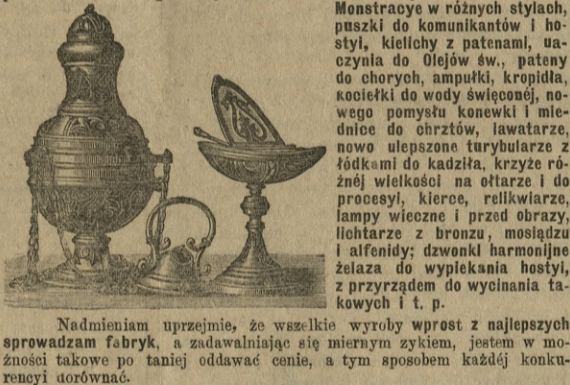 Monstracye w różnych stylach,
puszki do komunikantów i ho-
styi, kielichy z patenami, ua-
czynia do Olejów św., pateny
do chorych, ampułki, kropidła,
kociełki do wody święconéj, no-
wego pomysłu konewki i mie-
dnice do chrztów, lawatarze,
nowo ulepszone turybularze z
łódkami do kadziła, krzyże ró-
żnéj wielkości na ołtarze i do
procesyi, kierce, relikwiarze,
lampy wieczne i przed obrazy,
lichtarze z bronzu, mosiądzu
i alfenidy; dzwonki harmonijne
żelaza do wypiekania hostyi,
z przyrządem do wycinania ta-
kowych i t. p.
Nadmieniam uprzejmie, że wszelkie wyroby wprost z najlepszych
sprowadzam fabryk, a zadawalniając się miernym zykiem, jestem w mo-
żności takowe po taniej oddawać cenie, a tym sposobem każdéj konku-
rencyi dorównać.